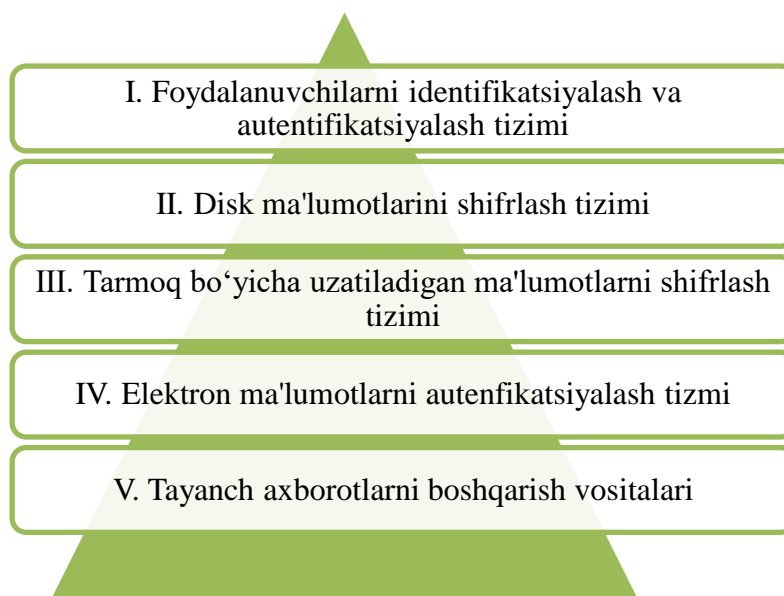 I. Foydalanuvchilarni identifikatsiyalash va
autentifikatsiyalash tizimi
II. Disk ma'lumotlarini shifrlash tizimi
III. Tarmoq bo‘yicha uzatiladigan ma'lumotlarni shifrlash
tizimi
IV. Elektron ma'lumotlarni autenfikatsiyalash tizmi
V. Tayanch axborotlarni boshqarish vositalari